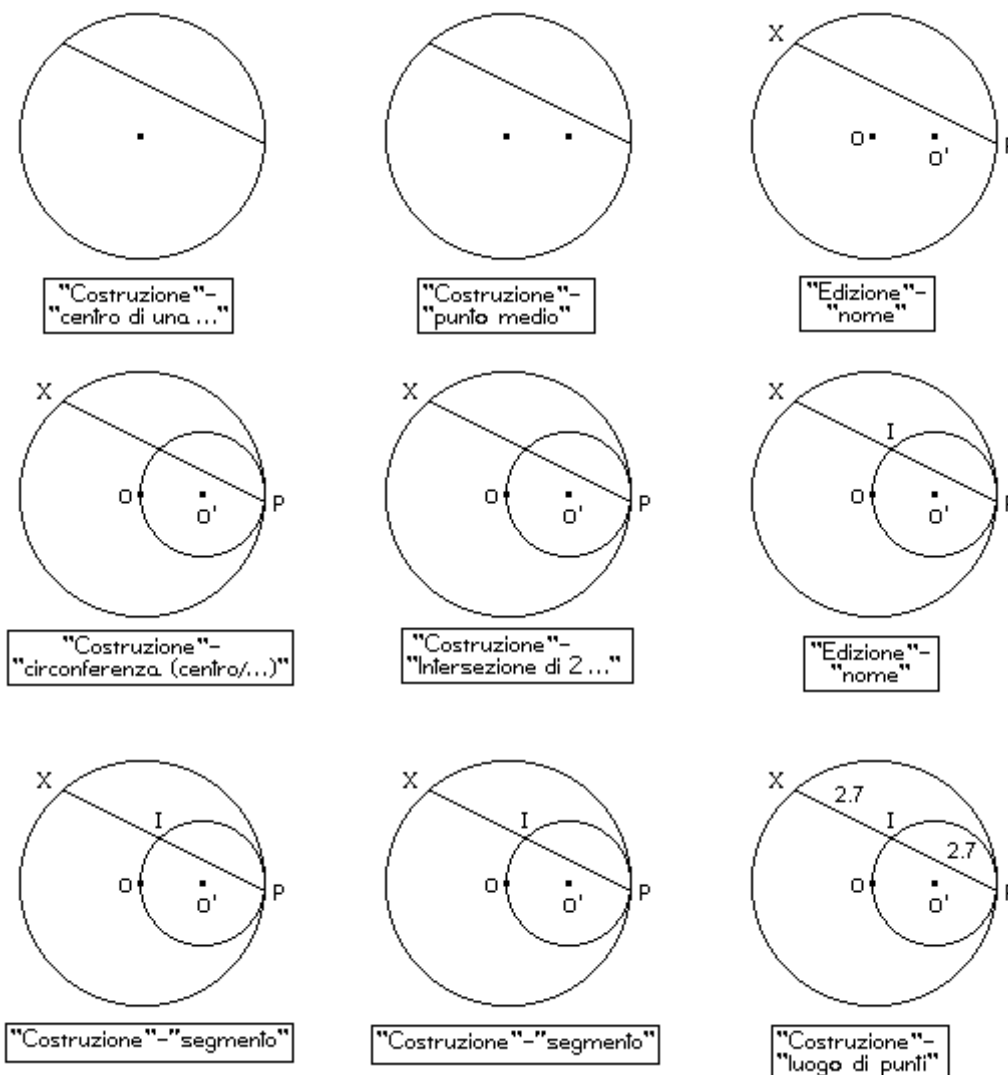 X
O
O'
P
"Costruzione"-
"centro di una ..."
"Costruzione"-
"punto medio"
"Edizione"-
"nome"
X
O
O'
P
X
O
O'
P
X
I
O
O'
P
"Costruzione"-
"circonferenza (centro/...)"
"Costruzione"-
"Intersezione di 2 ..."
"Edizione"-
"nome"
X
I
O
O'
P
X
I
O
O'
P
X
2.7
I
2.7
O
O'
P
"Costruzione"-"segmento"
"Costruzione"-"segmento"
"Costruzione"-
"luogo di punti"